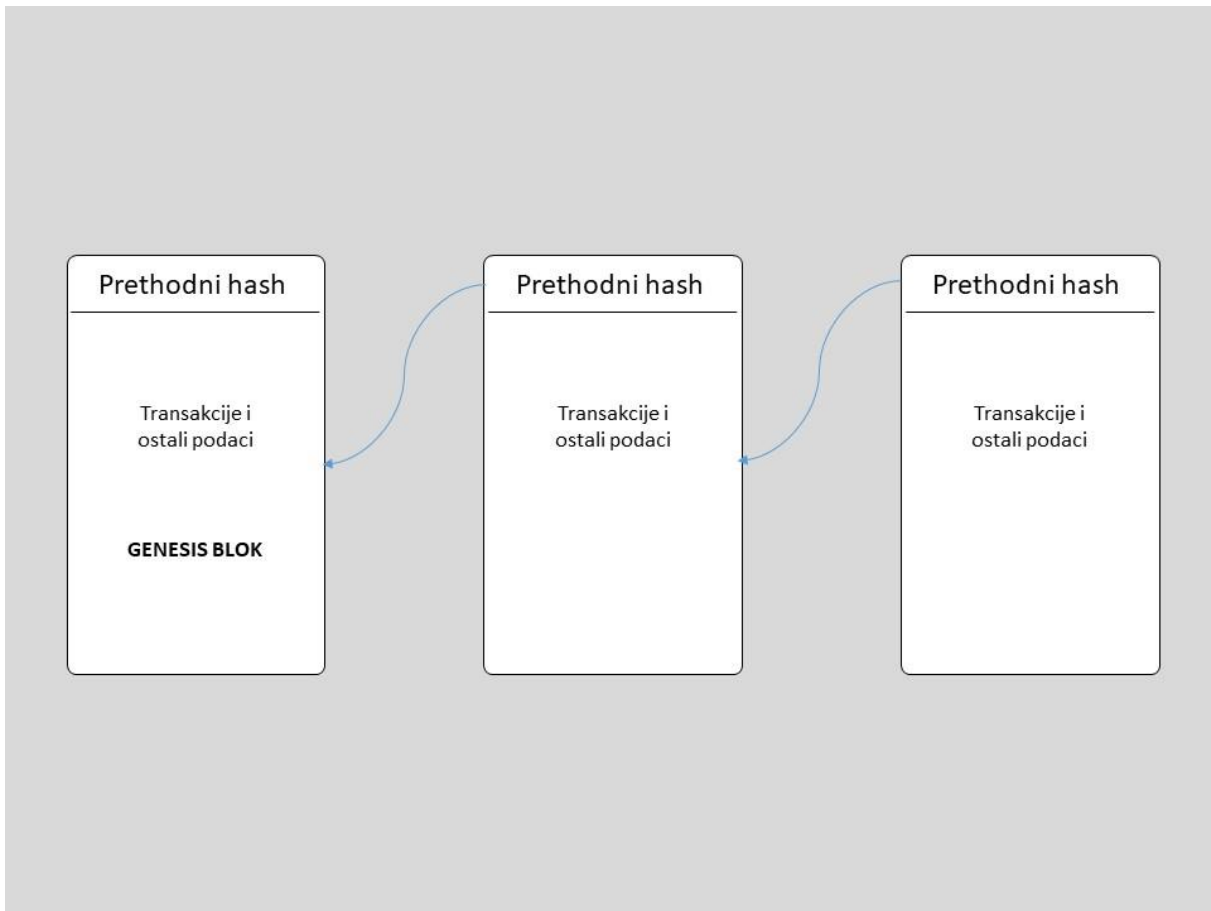 Prethodni hash
Transakcije i
ostali podaci
GENESIS BLOK
Prethodni hash
Transakcije i
ostali podaci
Prethodni hash
Transakcije i
ostali podaci